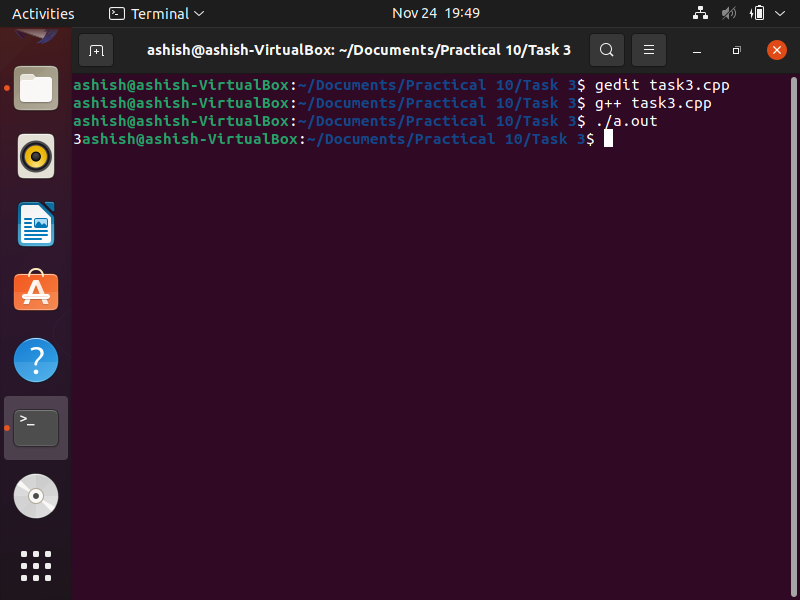 Activities Terminal Nov 24 19:49
ashish@ashish-VirtualBox: ~/Documents/Practical 10/Task 3
ashish@ashish-VirtualBox:~/Documents/Practical 10/Task 3$ gedit task3.cpp
ashish@ashish-VirtualBox:~/Documents/Practical 10/Task 3$ g++ task3.cpp
ashish@ashish-VirtualBox:~/Documents/Practical 10/Task 3$ ./a.out
3ashish@ashish-VirtualBox:~/Documents/Practical 10/Task 3$